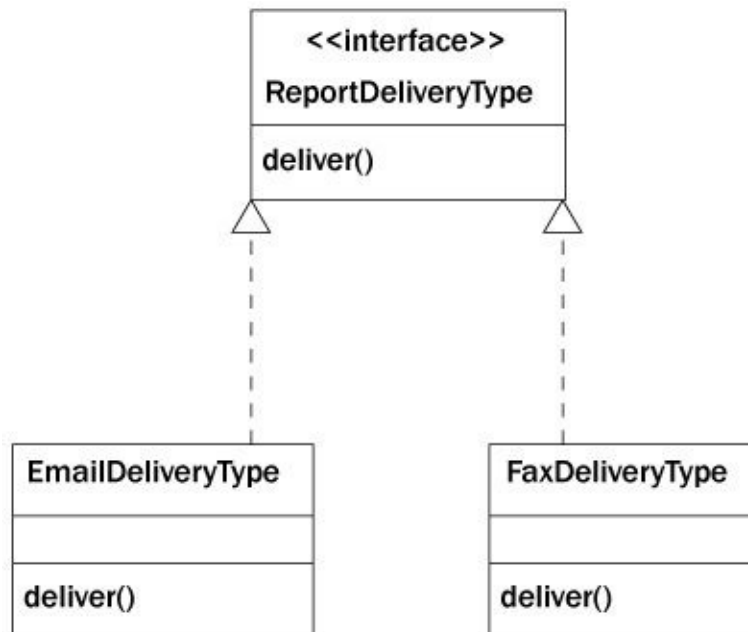 <<interface>>
ReportDeliveryType
deliver()
EmailDeliveryType
deliver()
FaxDeliveryType
deliver()